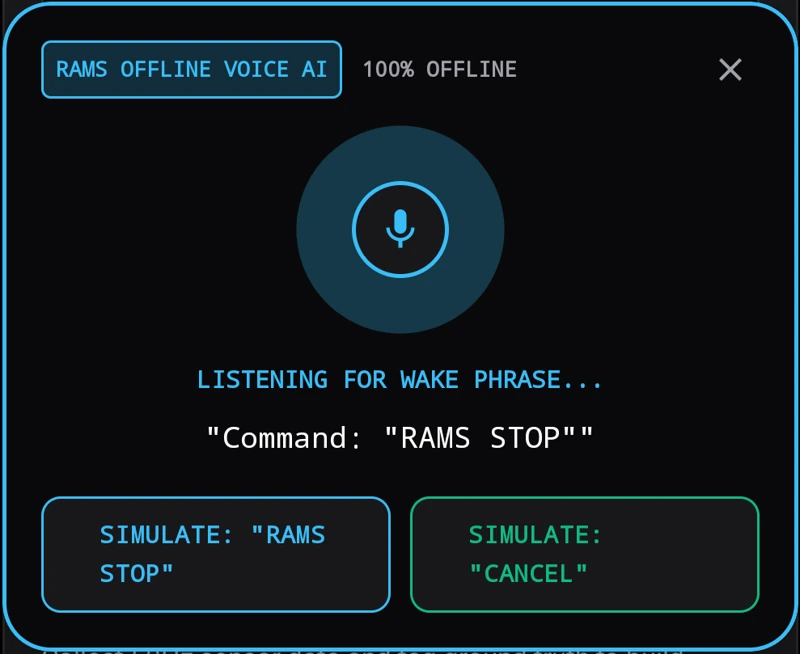 RAMS OFFLINE VOICE AI 100% OFFLINE
LISTENING FOR WAKE PHRASE...
"Command: "RAMS STOP""
SIMULATE: "RAMS
STOP"
SIMULATE:
"CANCEL"